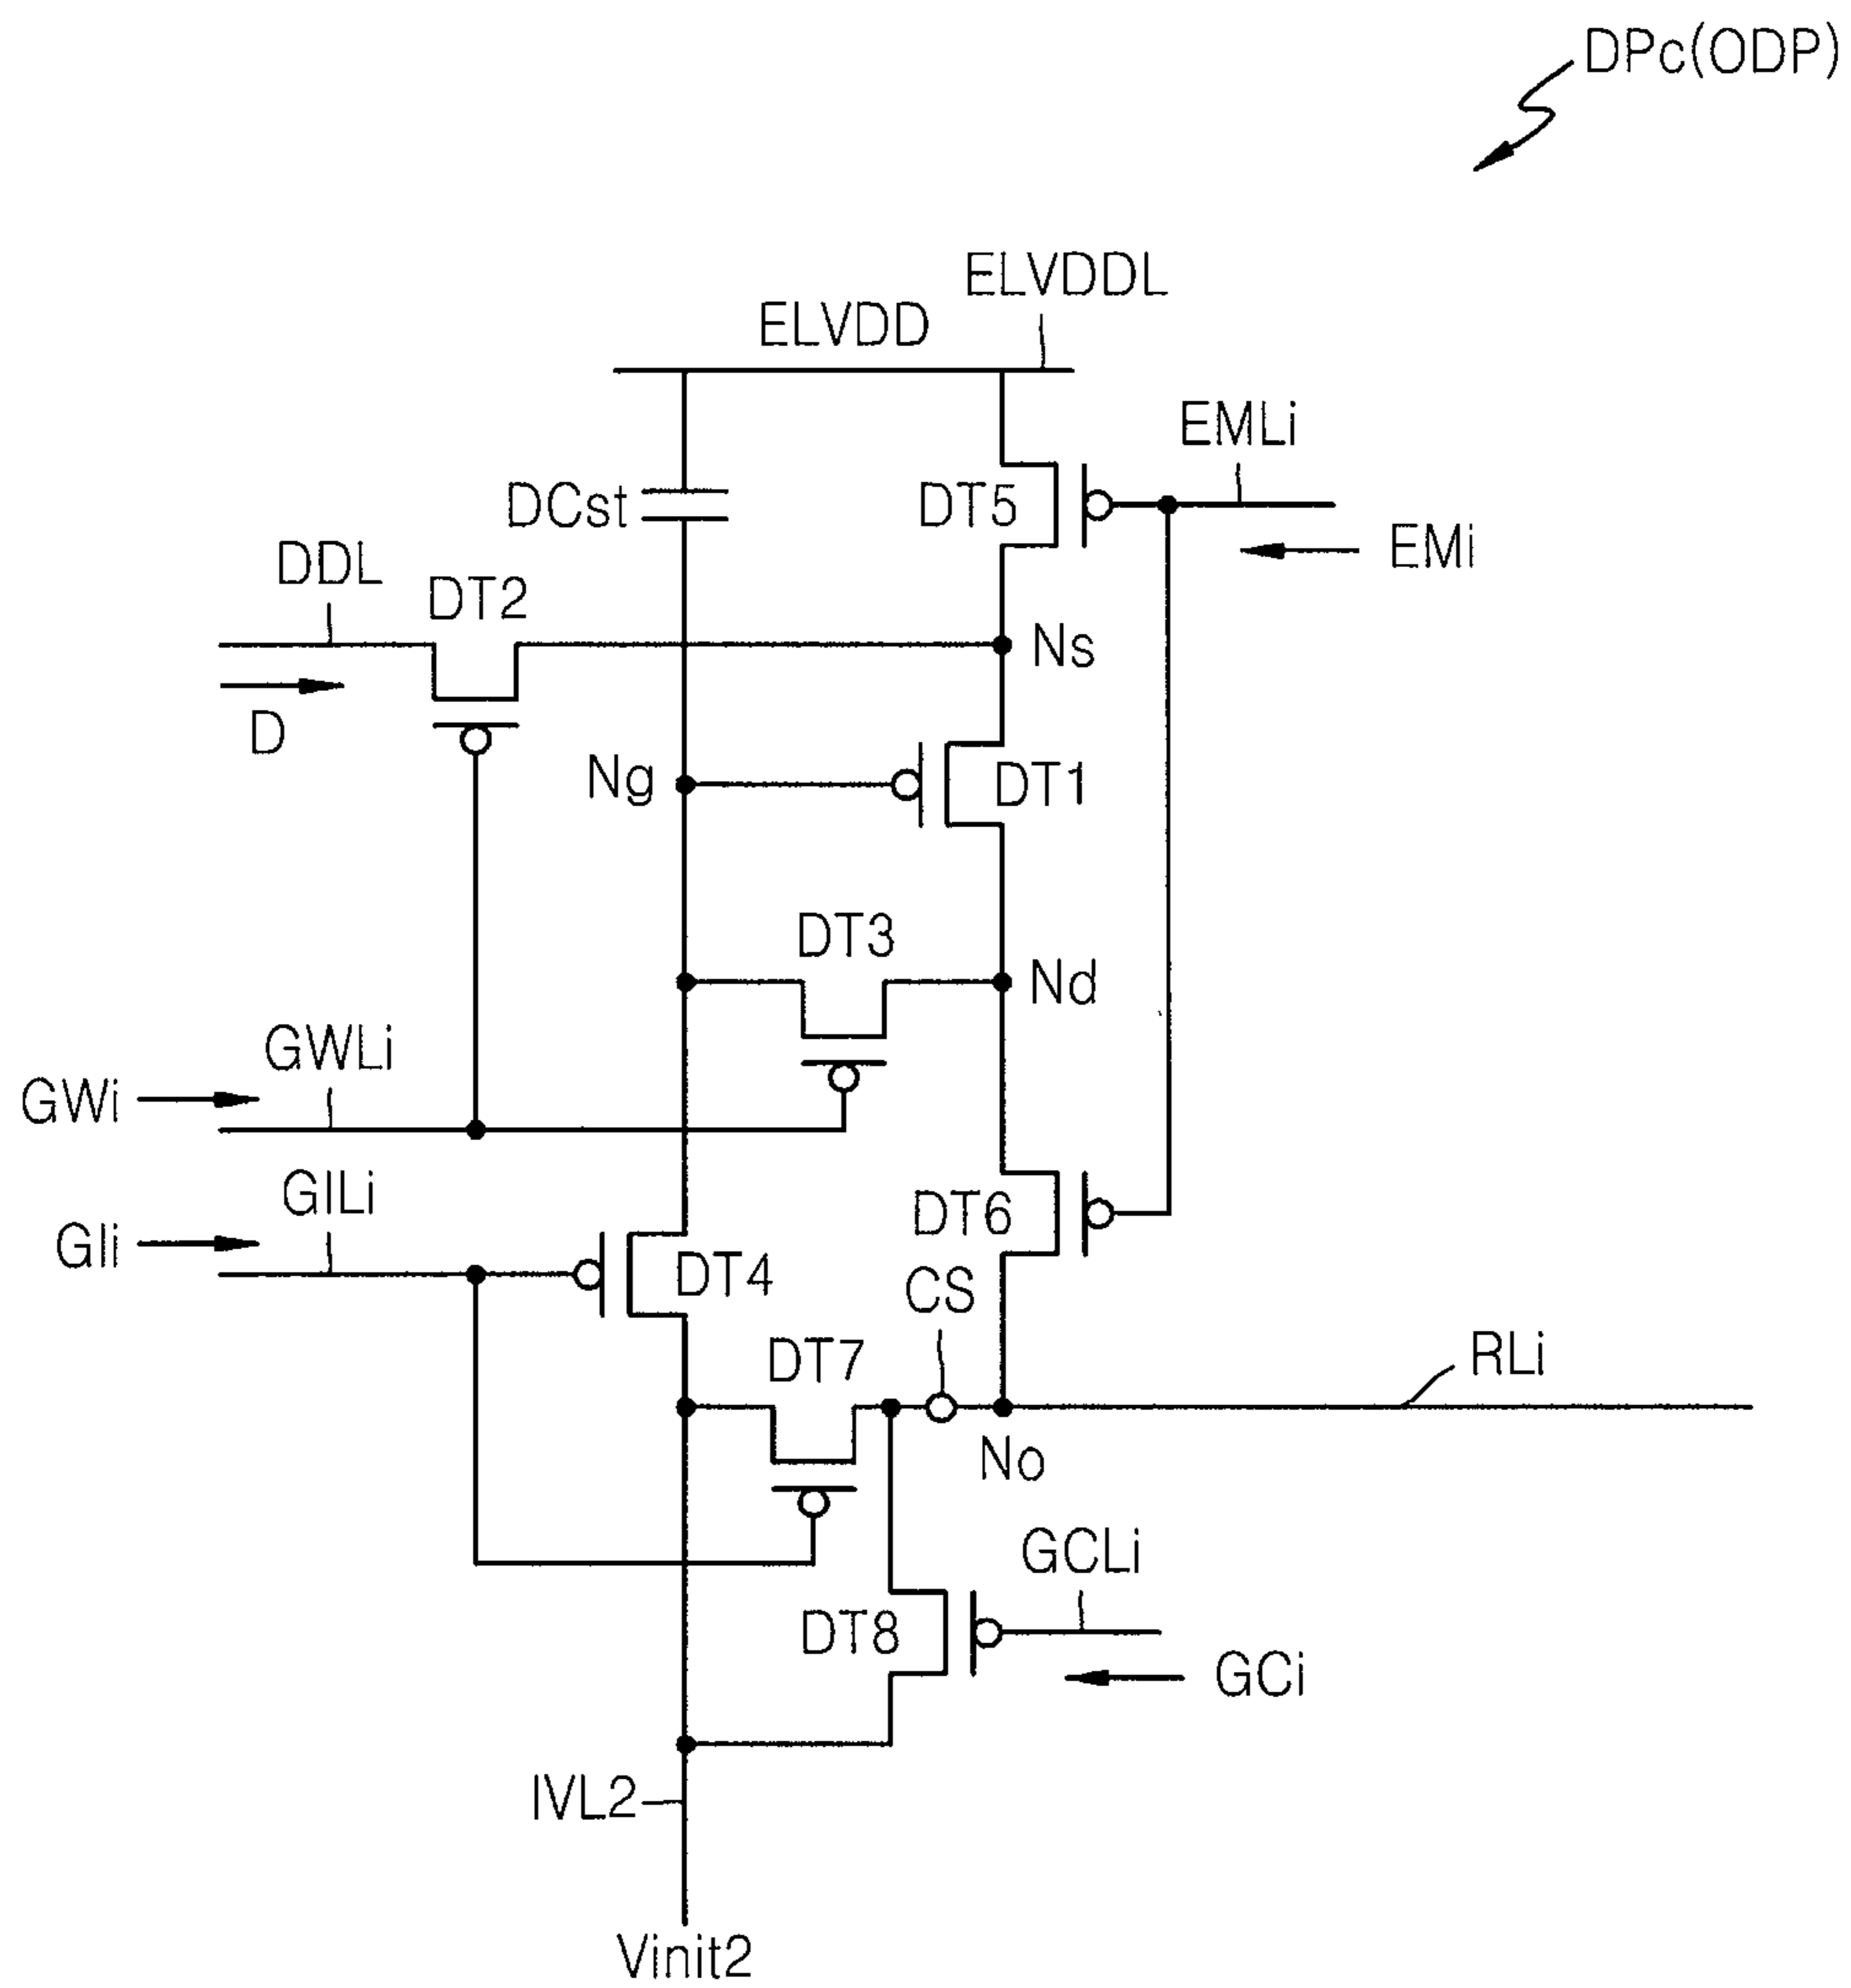 DPc(ODP)
ELVDDL
ELVDD
EMLi
DCst
DT5
EMi
DDL
DT2
Ns
D
Ng
DT1
DT3
Nd
GWLi
GWi
GILi
DT6
GIi
DT4
CS
DT7
RLi
No
GCLi
DT8
GCi
IVL2
Vinit2